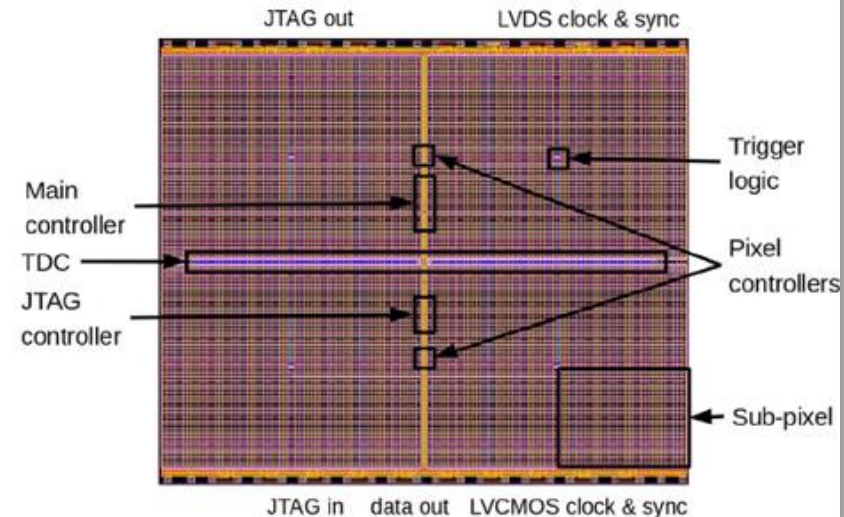 JTAG out
LVDS clock & sync
Trigger
logic
Main
controller
Pixel
controllers
TDC
JTAG
controller
Sub-pixel
JTAG in
data out
LVCMOS clock & sync